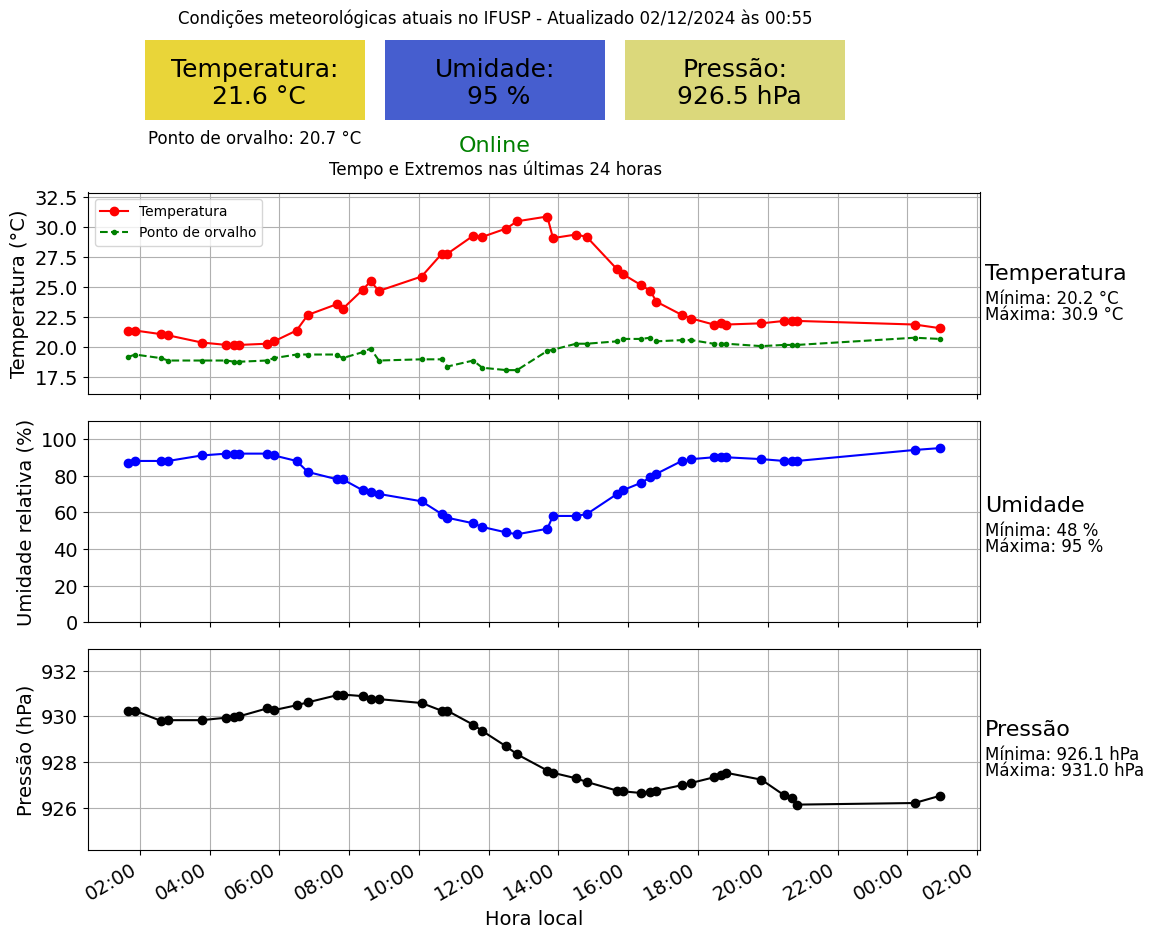 Condições meteorológicas atuais no IFUSP - Atualizado 02/12/2024 às 00:55
Temperatura:
21.6 °C
Umidade:
95 %
Pressão:
926.5 hPa
Ponto de orvalho: 20.7 °C
Online
Tempo e Extremos nas últimas 24 horas
Temperatura (°C)
32.5
30.0
27.5
25.0
22.5
20.0
17.5
Temperatura
Ponto de orvalho
Temperatura
Mínima: 20.2 °C
Máxima: 30.9 °C
Umidade relativa (%)
100
80
60
40
20
0
Umidade
Mínima: 48 %
Máxima: 95 %
Pressão (hPa)
932
930
928
926
Pressão
Mínima: 926.1 hPa
Máxima: 931.0 hPa
02:00 04:00 06:00 08:00 10:00 12:00 14:00 16:00 18:00 20:00 22:00 00:00 02:00
Hora local